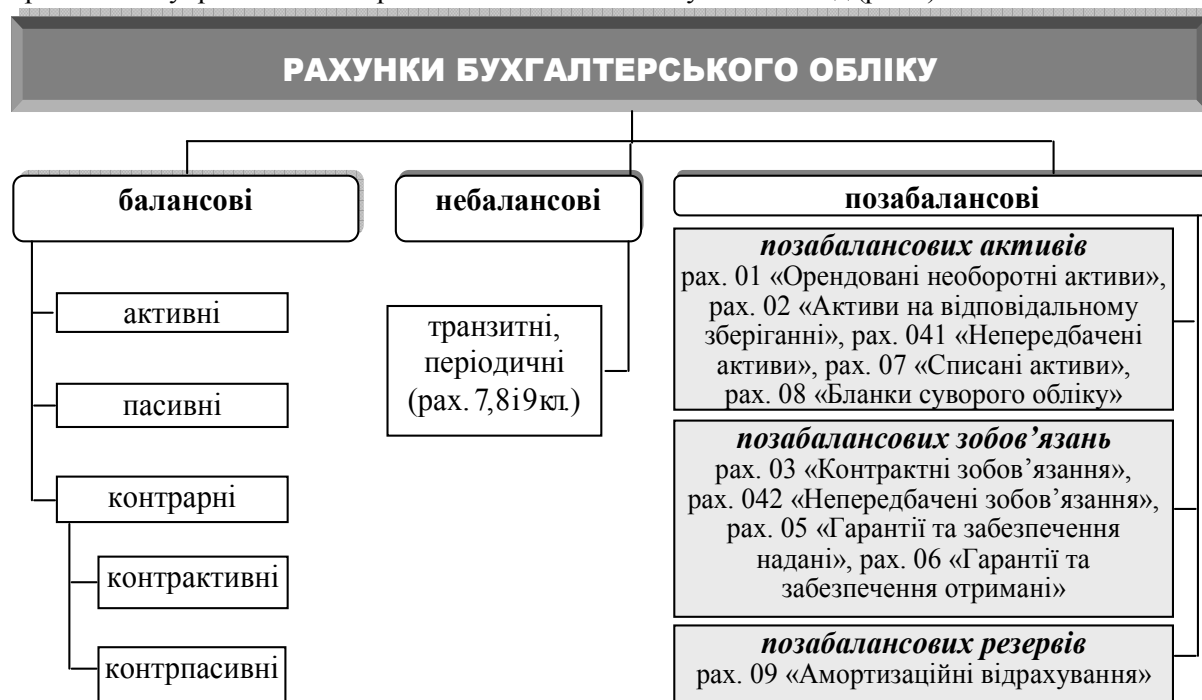 РАХУНКИ БУХГАЛТЕРСЬКОГО ОБЛІКУ
балансові
активні
пасивні
контрарні
контрактивні
контрпасивні
небалансові
транзитні,
періодичні
(рах. 7,8і9кл.)
позабалансові
позабалансових активів
рах. 01 «Орендовані необоротні активи»,
рах. 02 «Активи на відповідальному
зберіганні», рах. 041 «Непередбачені
активи», рах. 07 «Списані активи»,
рах. 08 «Бланки суворого обліку»
позабалансових зобов’язань
рах. 03 «Контрактні зобов’язання»,
рах. 042 «Непередбачені зобов’язання»,
рах. 05 «Гарантії та забезпечення
надані», рах. 06 «Гарантії та
забезпечення отримані»
позабалансових резервів
рах. 09 «Амортизаційні відрахування»